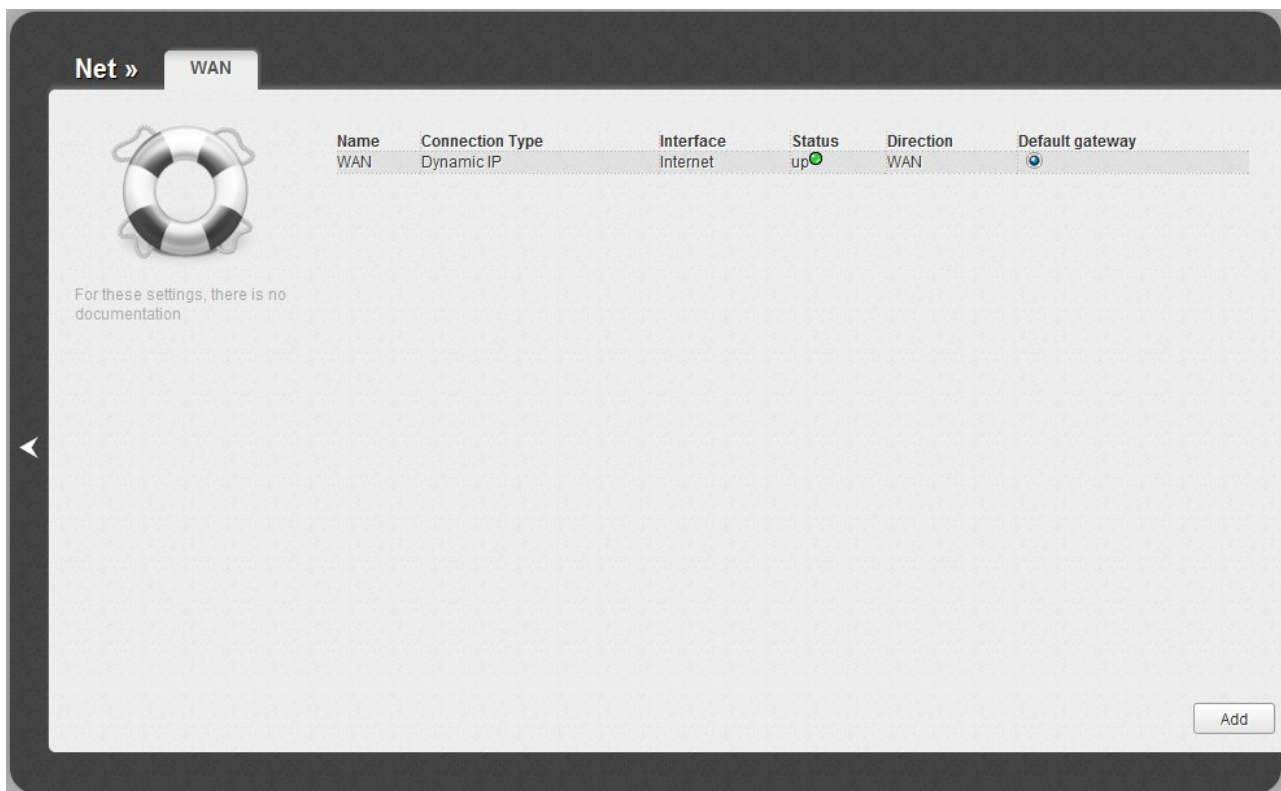 Net » WAN
Name Connection Type Interface Status Direction Default gateway
WAN Dynamic IP Internet up WAN
For these settings, there is no
documentation
Add